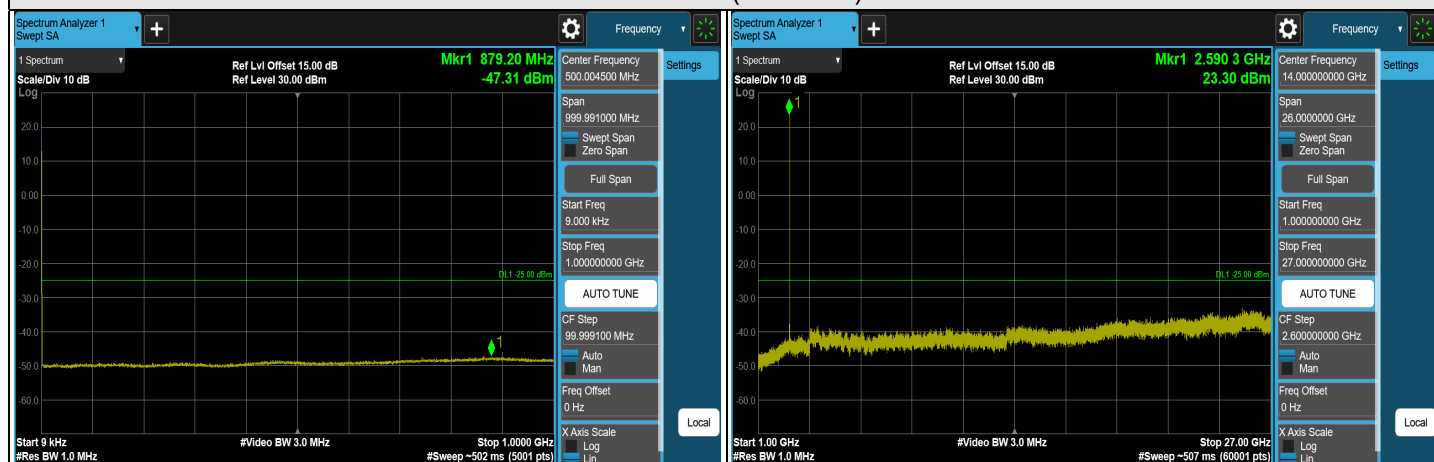 Spectrum Analyzer 1
Swept SA
Frequency
1 Spectrum
Scale/Div 10 dB
Ref Lvl Offset 15.00 dB
Ref Level 30.00 dBm
Mkr1 879.20 MHz
-47.31 dBm
Log
20.0
10.0
0.00
-10.0
-20.0
-30.0
-40.0
-50.0
-60.0
DL1 -25.00 dBm
1
Start 9 kHz
#Res BW 1.0 MHz
#Video BW 3.0 MHz
Stop 1.0000 GHz
#Sweep ~502 ms (5001 pts)
Center Frequency
500.004500 MHz
Span
999.991000 MHz
Swept Span
Zero Span
Full Span
Start Freq
9.000 kHz
Stop Freq
1.000000000 GHz
AUTO TUNE
CF Step
99.999100 MHz
Auto
Man
Freq Offset
0 Hz
X Axis Scale
Log
Lin
Settings
Local
Spectrum Analyzer 1
Swept SA
Frequency
1 Spectrum
Scale/Div 10 dB
Ref Lvl Offset 15.00 dB
Ref Level 30.00 dBm
Mkr1 2.590 3 GHz
23.30 dBm
Log
1
20.0
10.0
0.00
-10.0
-20.0
-30.0
-40.0
-50.0
-60.0
DL1 -25.00 dBm
Start 1.00 GHz
#Res BW 1.0 MHz
#Video BW 3.0 MHz
Stop 27.00 GHz
#Sweep ~507 ms (60001 pts)
Center Frequency
14.000000000 GHz
Span
26.0000000 GHz
Swept Span
Zero Span
Full Span
Start Freq
1.000000000 GHz
Stop Freq
27.000000000 GHz
AUTO TUNE
CF Step
2.600000000 GHz
Auto
Man
Freq Offset
0 Hz
X Axis Scale
Log
Lin
Settings
Local